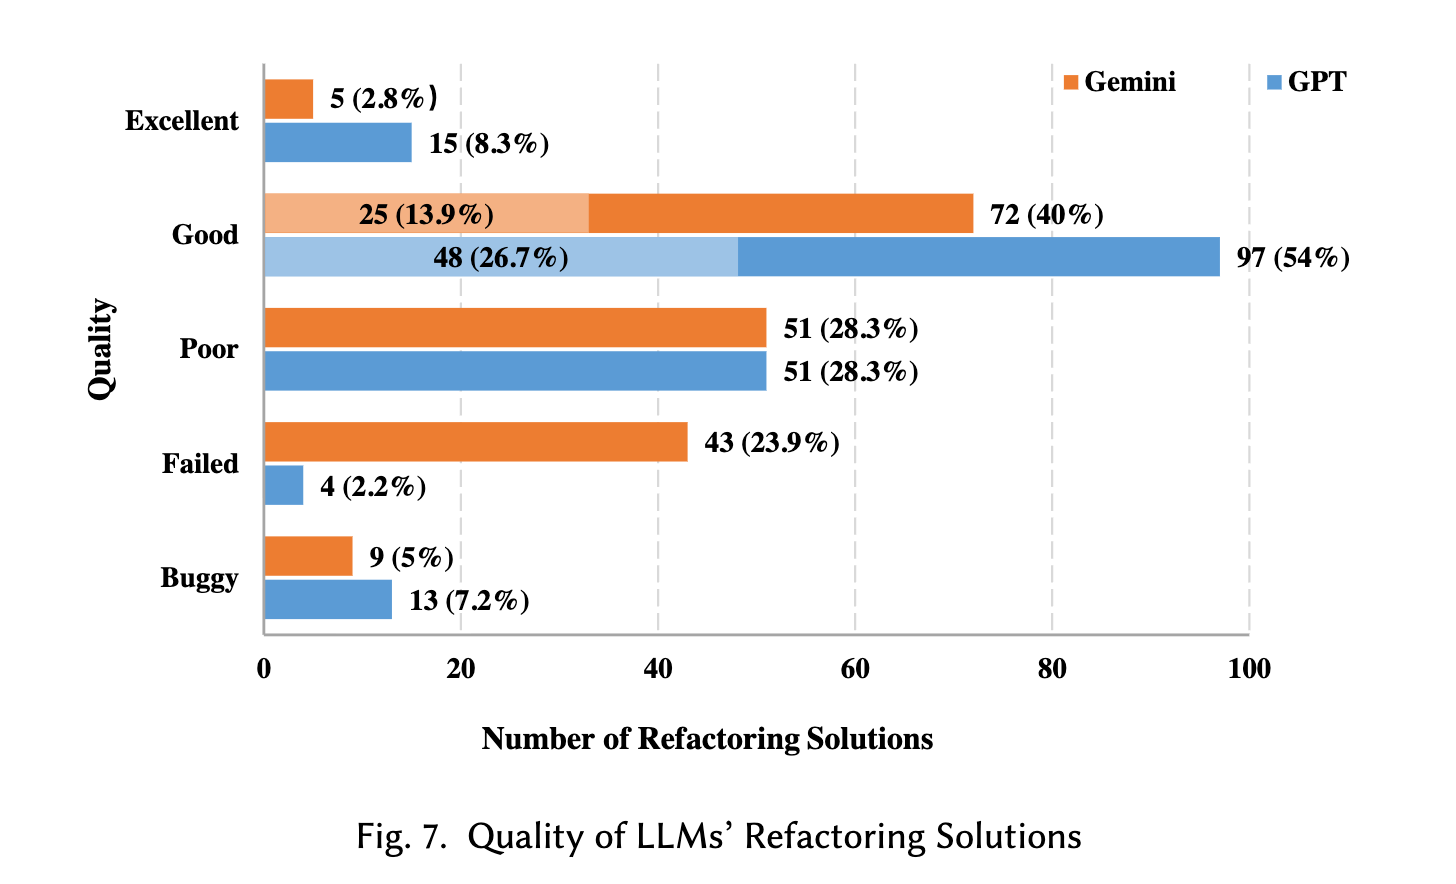 Gemini
GPT
Excellent
5 (2.8%)
15 (8.3%)
Good
25 (13.9%)
72 (40%)
48 (26.7%)
97 (54%)
Quality
Poor
51 (28.3%)
51 (28.3%)
Failed
43 (23.9%)
4 (2.2%)
Buggy
9 (5%)
13 (7.2%)
0 20 40 60 80 100
Number of Refactoring Solutions
Fig. 7. Quality of LLMs’ Refactoring Solutions